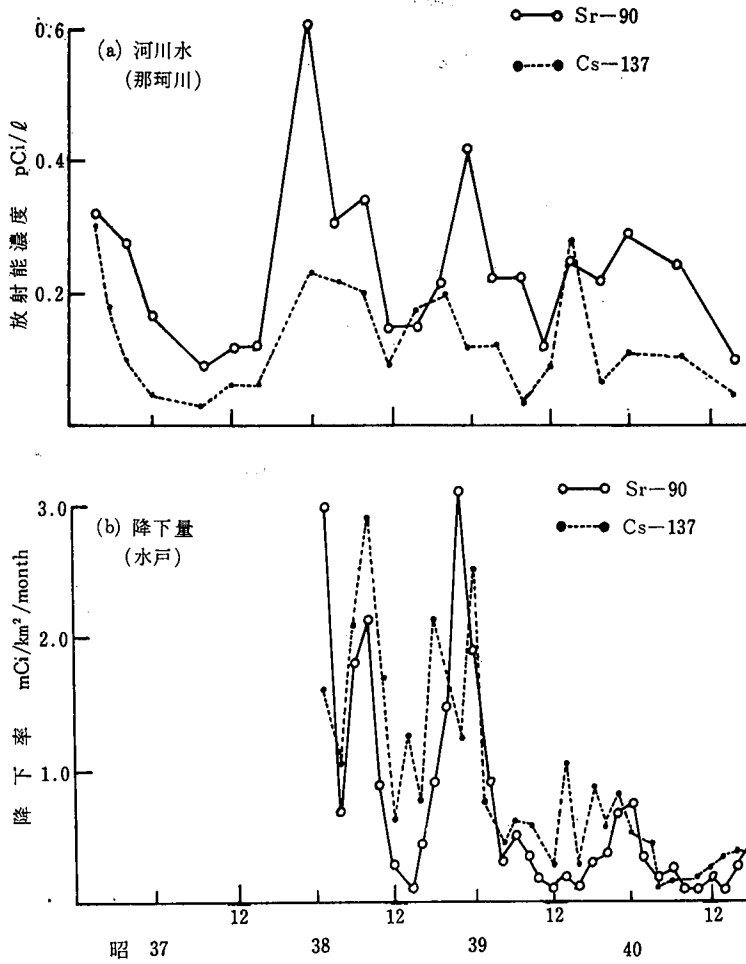 Sr-90
Cs-137
(a) 河川水
(那珂川)
放射能濃度 pCi/ℓ
0.6
0.4
0.2
Sr-90
Cs-137
(b) 降下量
(水戸)
降下率 mCi/km²/month
3.0
2.0
1.0
12 12 12 12
昭 37 38 39 40